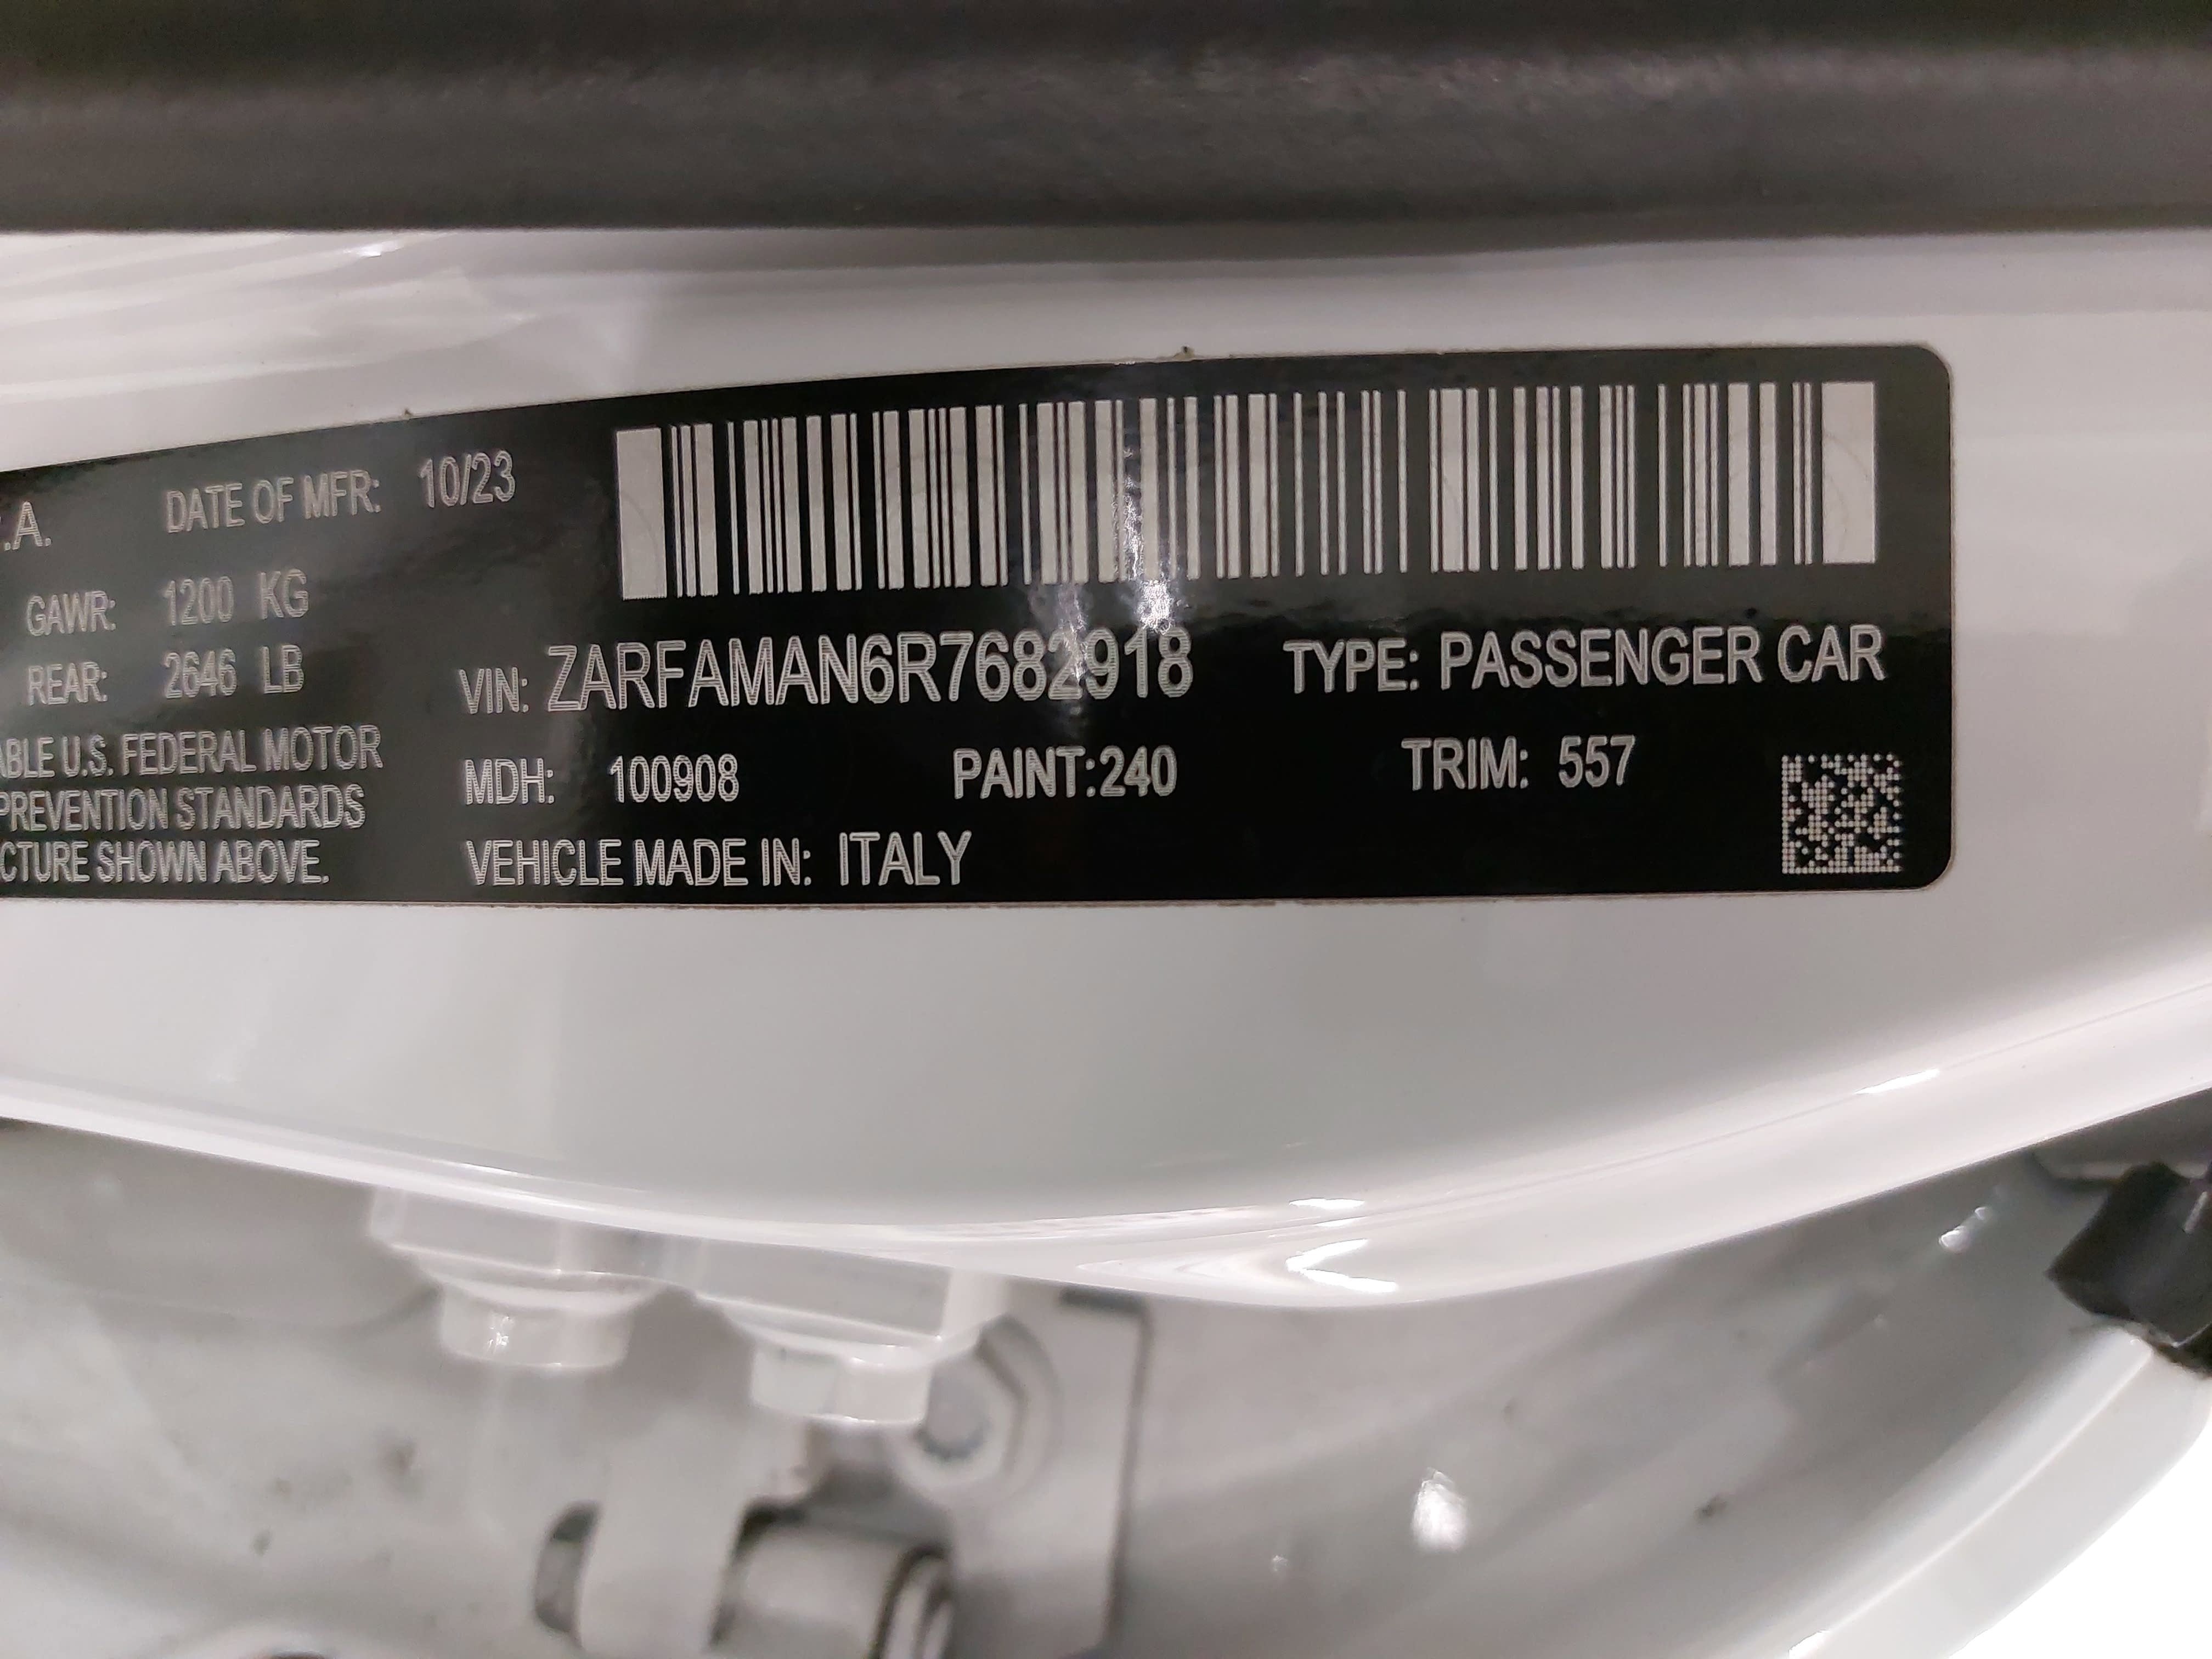 .A. DATE OF MFR: 10/23
GAWR: 1200 KG
REAR: 2646 LB
ABLE U.S. FEDERAL MOTOR
PREVENTION STANDARDS
CTURE SHOWN ABOVE.
VIN: ZARFAMAN6R7682918 TYPE: PASSENGER CAR
MDH: 100908 PAINT:240 TRIM: 557
VEHICLE MADE IN: ITALY